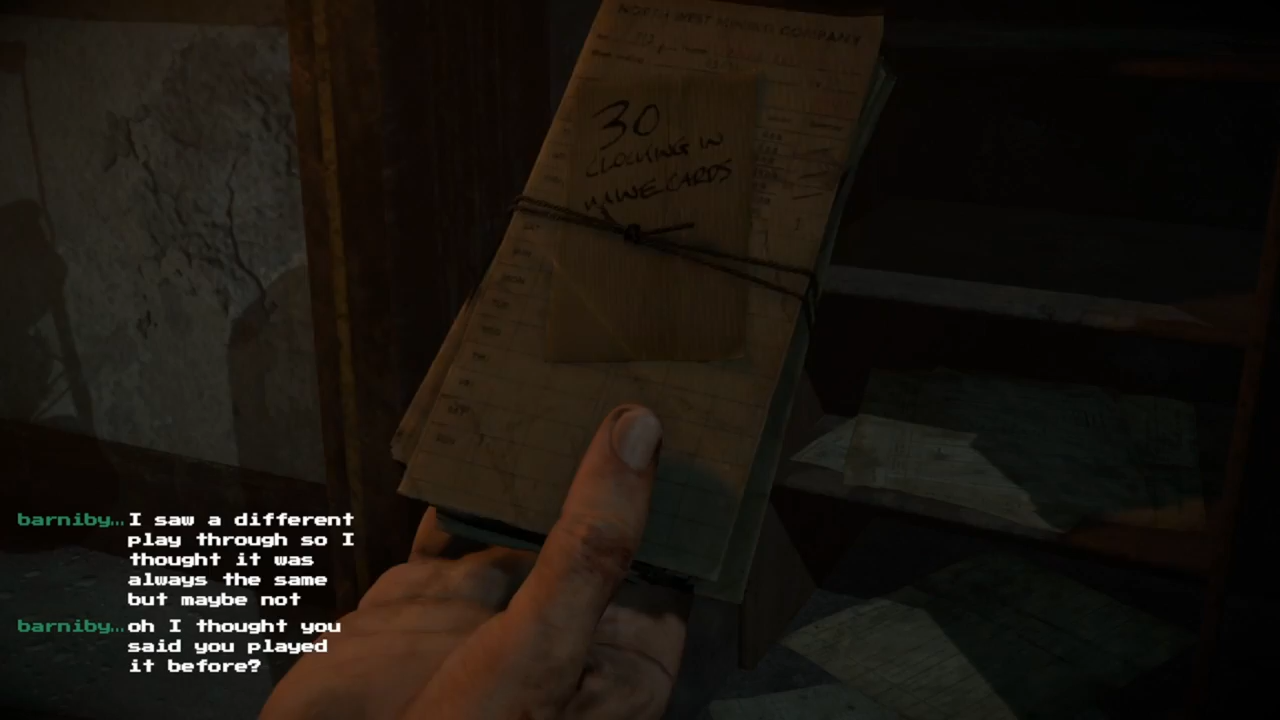 NORTH WEST MINING COMPANY
30
CLOCKING IN
MINE CARDS
barniby...I saw a different
play through so I
thought it was
always the same
but maybe not
barniby...oh I thought you
said you played
it before?